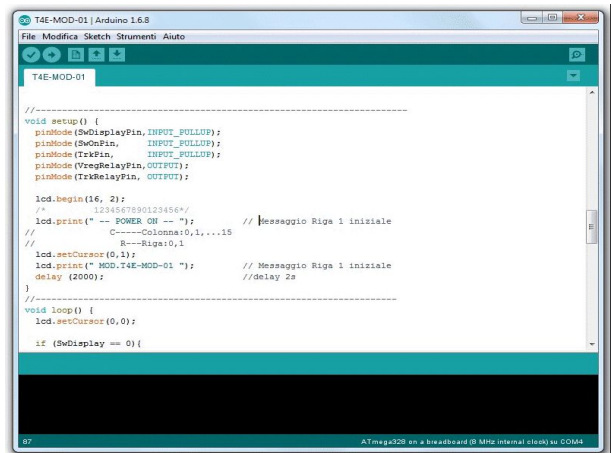 T4E-MOD-01 | Arduino 1.6.8
File Modifica Sketch Strumenti Aiuto
T4E-MOD-01
//----------------------------------------------------------------------
void setup() {
pinMode(SwDisplayPin,INPUT_PULLUP);
pinMode(SwOnPin, INPUT_PULLUP);
pinMode(TrkPin, INPUT_PULLUP);
pinMode(VregRelayPin,OUTPUT);
pinMode(TrkRelayPin, OUTPUT);
lcd.begin(16, 2);
/* 1234567890123456*/
lcd.print(" -- POWER ON -- "); // Messaggio Riga 1 iniziale
// C-----Colonna:0,1,...15
// R---Riga:0,1
lcd.setCursor(0,1);
lcd.print(" MOD.T4E-MOD-01 "); // Messaggio Riga 1 iniziale
delay (2000); //delay 2s
}
//--------------------------------------------------------------------
void loop() {
lcd.setCursor(0,0);
if (SwDisplay == 0){
87
ATmega328 on a breadboard (8 MHz internal clock) su COM4